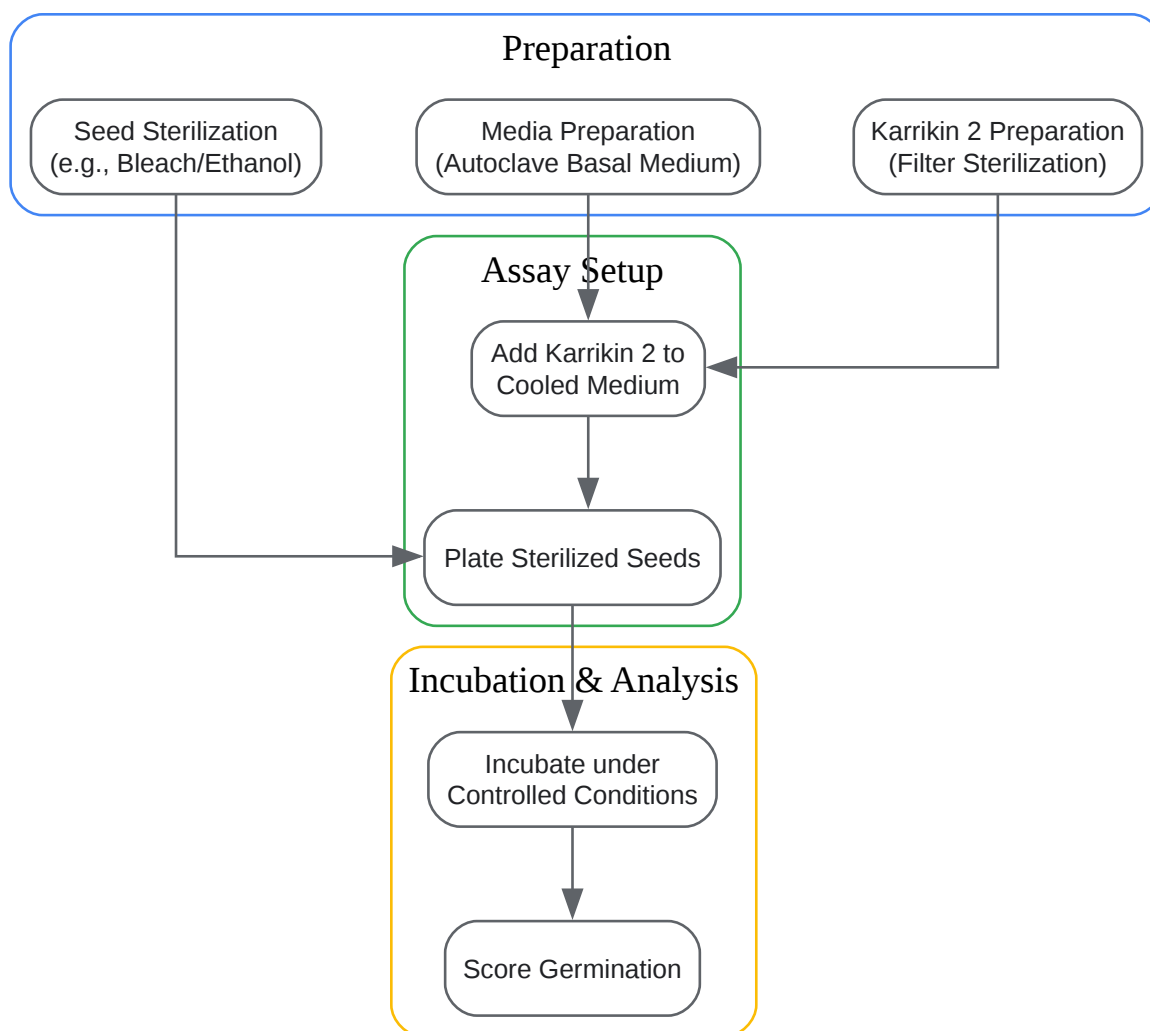 Preparation
Seed Sterilization
(e.g., Bleach/Ethanol)
Media Preparation
(Autoclave Basal Medium)
Karrikin 2 Preparation
(Filter Sterilization)
Assay Setup
Add Karrikin 2 to
Cooled Medium
Plate Sterilized Seeds
Incubation & Analysis
Incubate under
Controlled Conditions
Score Germination